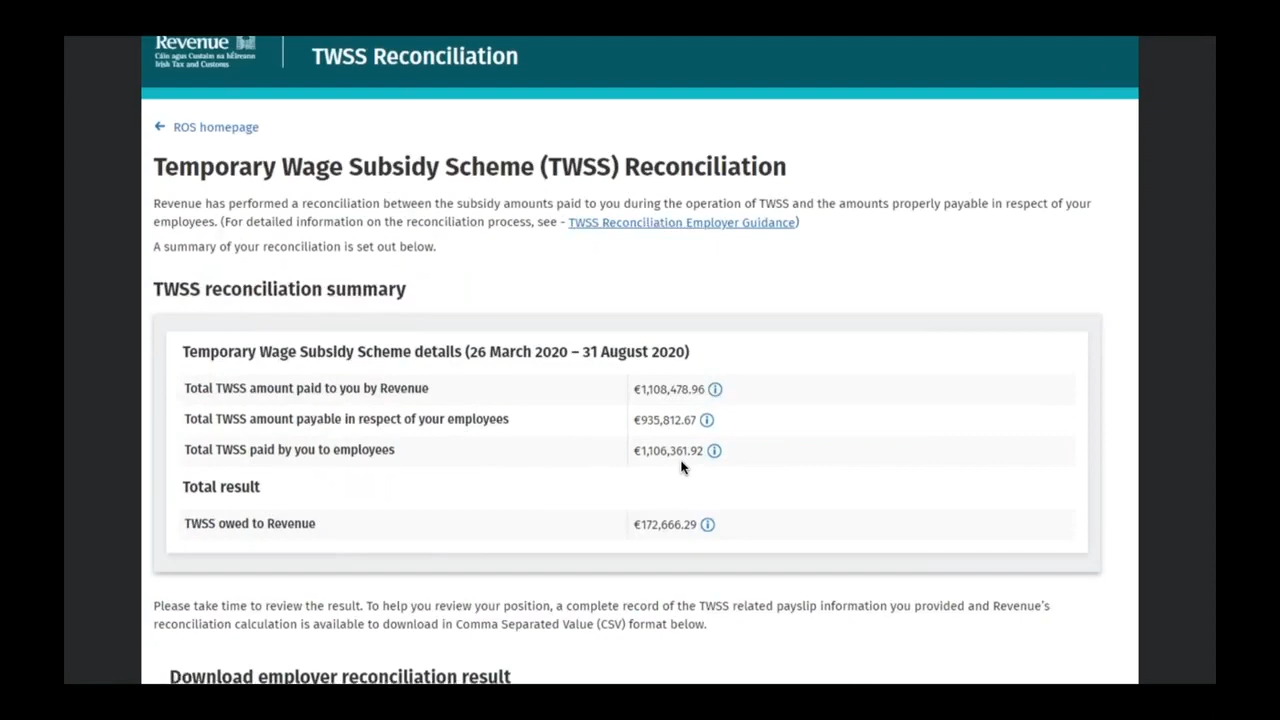 Revenue
Cáin agus Custaim na hÉireann
Irish Tax and Customs
TWSS Reconciliation
ROS homepage
Temporary Wage Subsidy Scheme (TWSS) Reconciliation
Revenue has performed a reconciliation between the subsidy amounts paid to you during the operation of TWSS and the amounts properly payable in respect of your
employees. (For detailed information on the reconciliation process, see - TWSS Reconciliation Employer Guidance)
A summary of your reconciliation is set out below.
TWSS reconciliation summary
Temporary Wage Subsidy Scheme details (26 March 2020 – 31 August 2020)
Total TWSS amount paid to you by Revenue €1,108,478.96
Total TWSS amount payable in respect of your employees €935,812.67
Total TWSS paid by you to employees €1,106,361.92
Total result
TWSS owed to Revenue €172,666.29
Please take time to review the result. To help you review your position, a complete record of the TWSS related payslip information you provided and Revenue's
reconciliation calculation is available to download in Comma Separated Value (CSV) format below.
Download employer reconciliation result